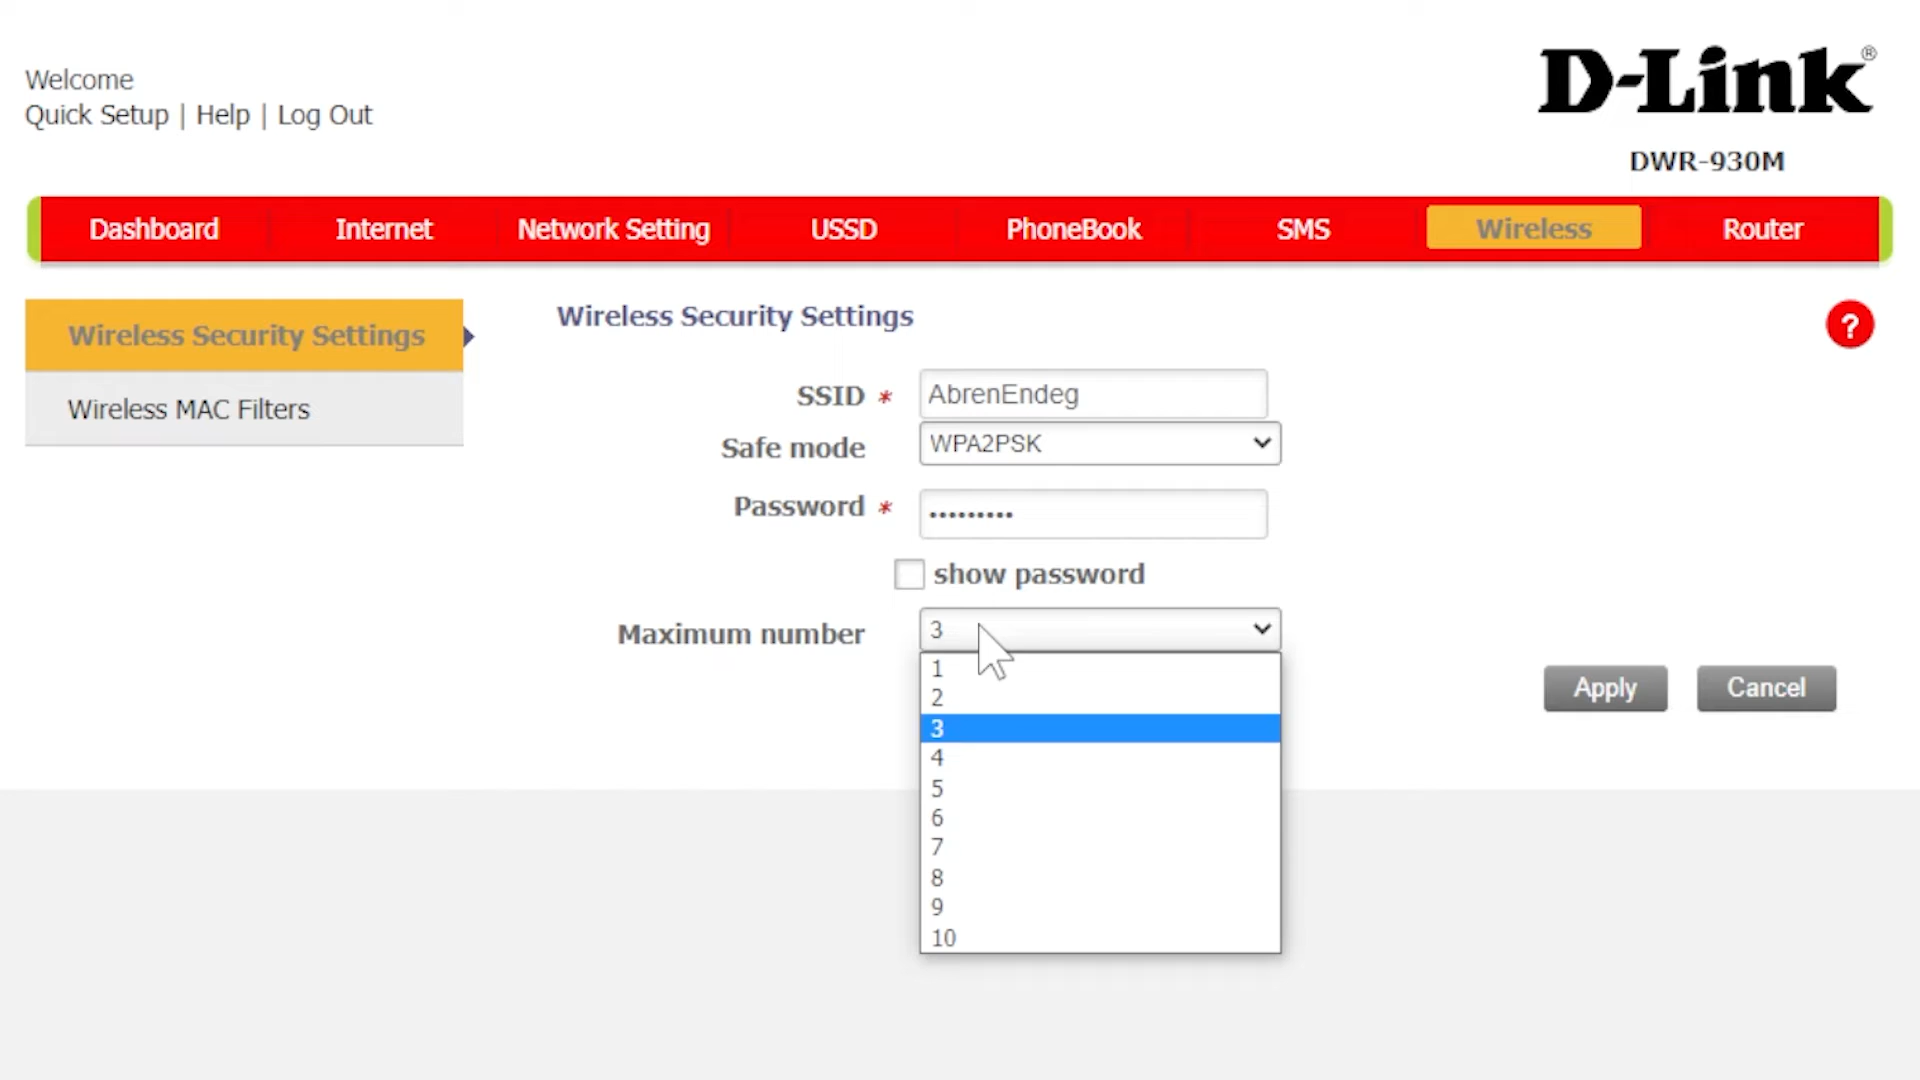 Welcome
Quick Setup | Help | Log Out
D-Link®
DWR-930M
Dashboard Internet Network Setting USSD PhoneBook SMS Wireless Router
Wireless Security Settings
Wireless MAC Filters
Wireless Security Settings
?
SSID * AbrenEndeg
Safe mode WPA2PSK
Password * •••••••••
show password
Maximum number 3
1
2
3
4
5
6
7
8
9
10
Apply Cancel